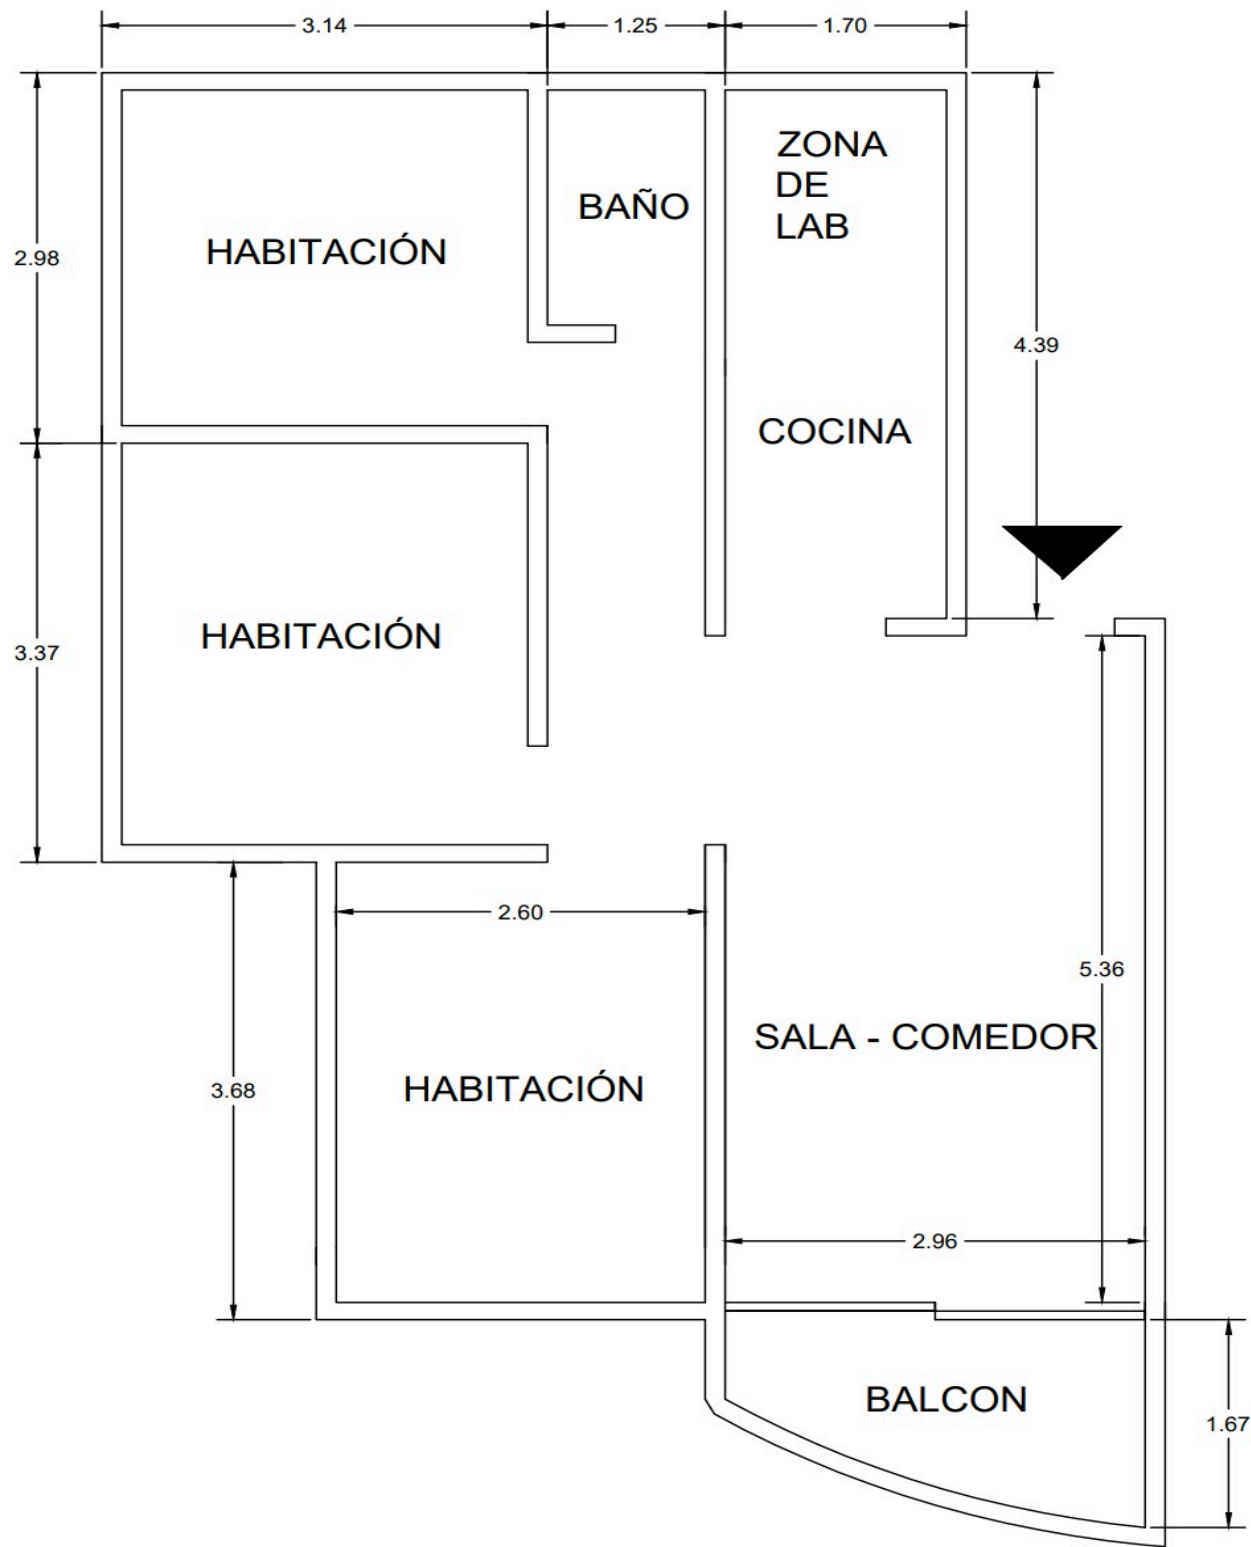 3.14
1.25
1.70
ZONA
DE
LAB
BAÑO
HABITACIÓN
2.98
4.39
COCINA
HABITACIÓN
3.37
2.60
5.36
SALA - COMEDOR
HABITACIÓN
3.68
2.96
BALCON
1.67